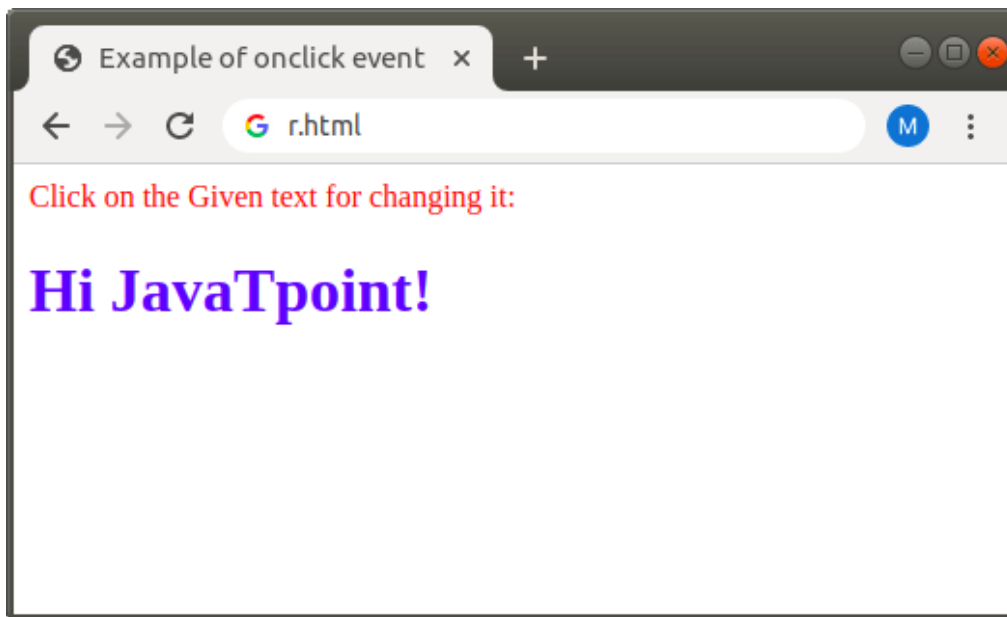 Example of onclick event
r.html
M
Click on the Given text for changing it:
Hi JavaTpoint!